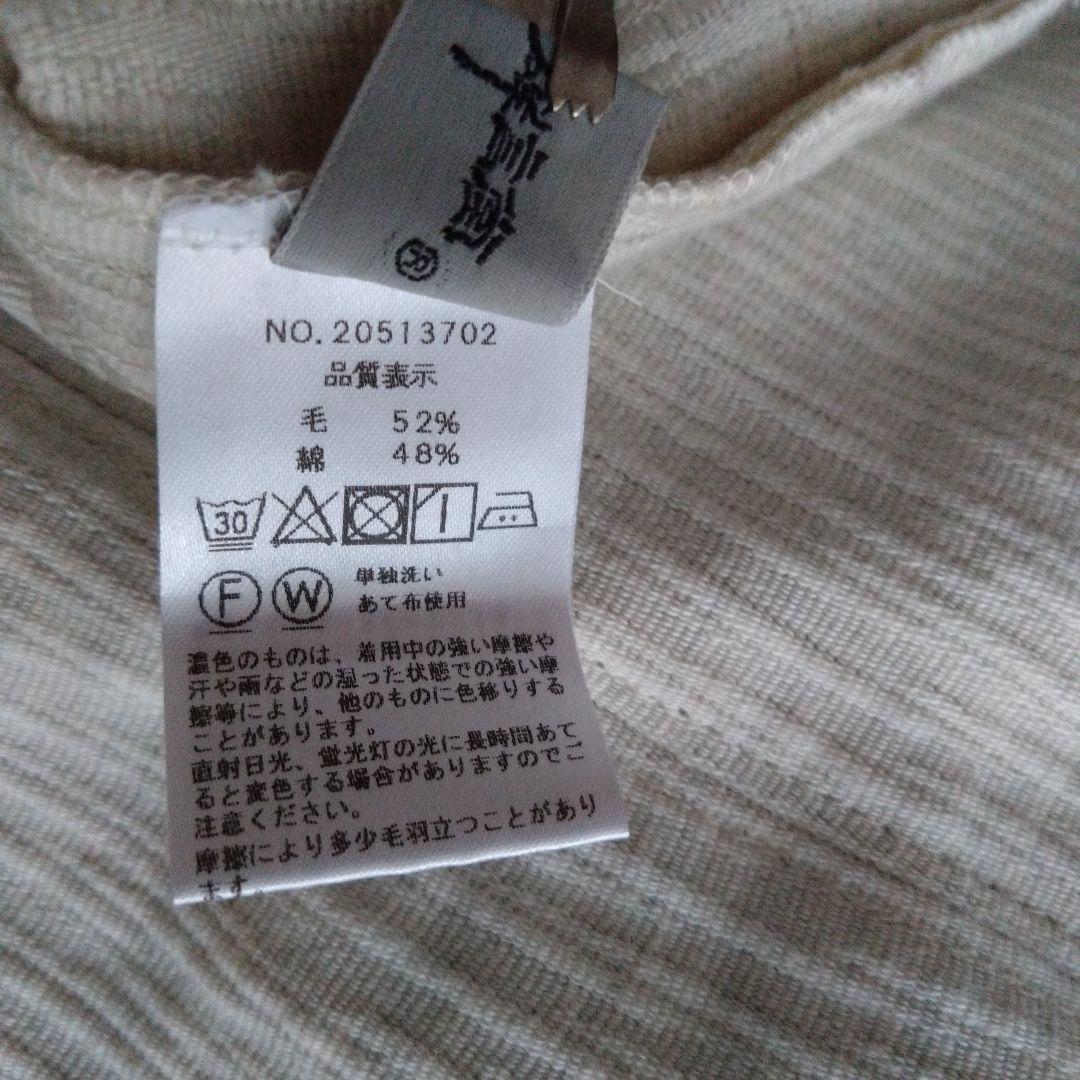 ®
NO.20513702
品質表示
毛 52%
綿 48%
30
F W 単独洗い
あて布使用
濃色のものは、着用中の強い摩擦や
汗や雨などの湿った状態での強い摩
擦等により、他のものに色移りする
ことがあります。
直射日光、蛍光灯の光に長時間あて
ると変色する場合がありますのでご
注意ください。
摩擦により多少毛羽立つことがあり
ます。